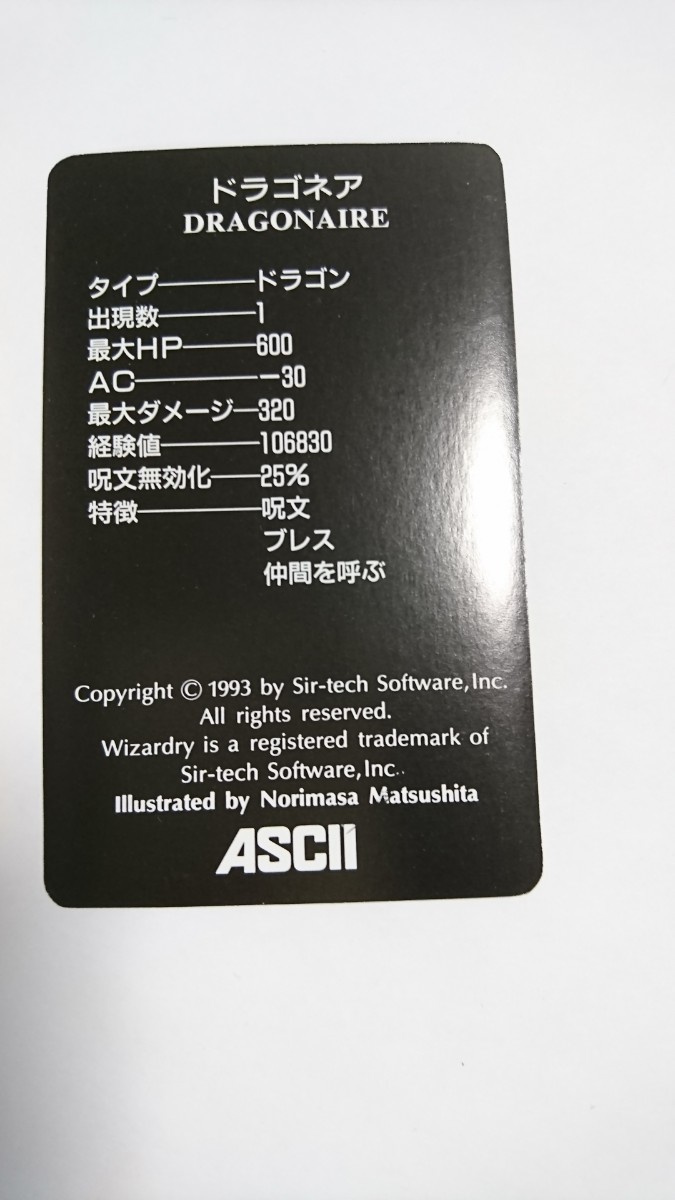 ドラゴネア
DRAGONAIRE
タイプ―――ドラゴン
出現数―――1
最大HP―――600
AC―――−30
最大ダメージ―320
経験値―――106830
呪文無効化――25%
特徴―――呪文
ブレス
仲間を呼ぶ
Copyright © 1993 by Sir-tech Software, Inc.
All rights reserved.
Wizardry is a registered trademark of
Sir-tech Software, Inc..
Illustrated by Norimasa Matsushita
ASCII